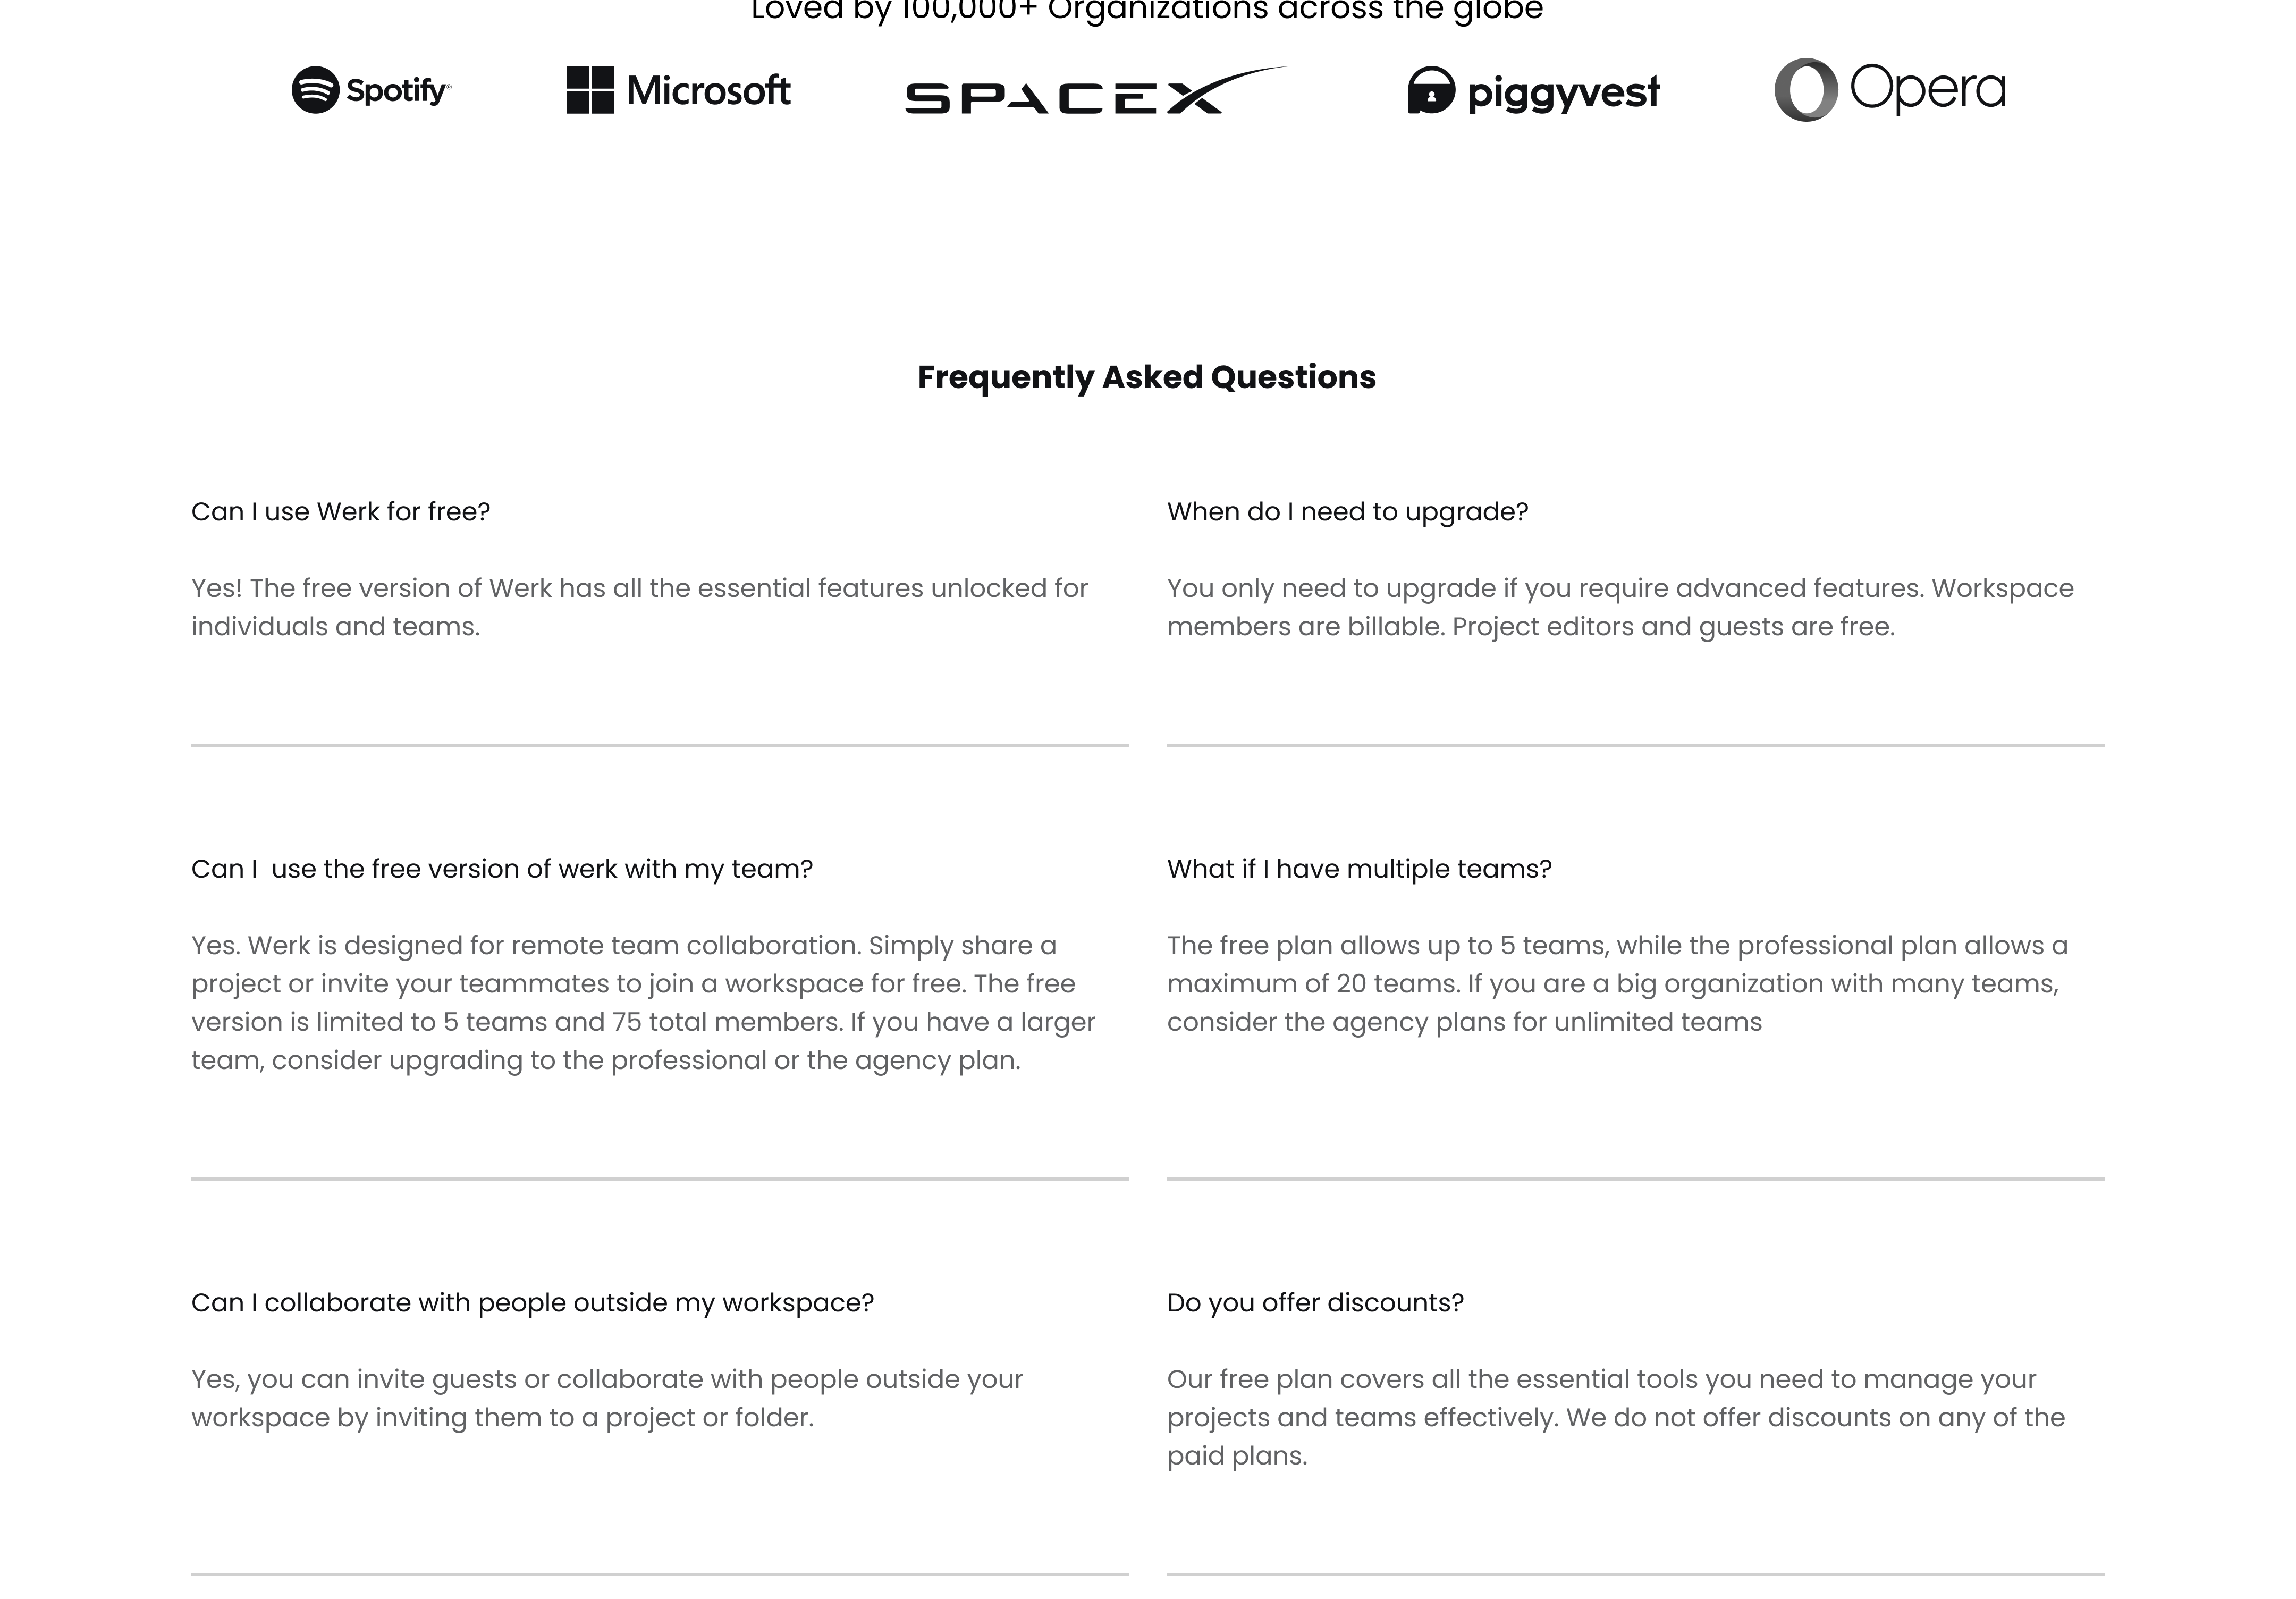 Loved by 100,000+ Organizations across the globe
Spotify®
Microsoft
SPACEX
piggyvest
Opera
Frequently Asked Questions
Can I use Werk for free?
Yes! The free version of Werk has all the essential features unlocked for
individuals and teams.
When do I need to upgrade?
You only need to upgrade if you require advanced features. Workspace
members are billable. Project editors and guests are free.
Can I  use the free version of werk with my team?
Yes. Werk is designed for remote team collaboration. Simply share a
project or invite your teammates to join a workspace for free. The free
version is limited to 5 teams and 75 total members. If you have a larger
team, consider upgrading to the professional or the agency plan.
What if I have multiple teams?
The free plan allows up to 5 teams, while the professional plan allows a
maximum of 20 teams. If you are a big organization with many teams,
consider the agency plans for unlimited teams
Can I collaborate with people outside my workspace?
Yes, you can invite guests or collaborate with people outside your
workspace by inviting them to a project or folder.
Do you offer discounts?
Our free plan covers all the essential tools you need to manage your
projects and teams effectively. We do not offer discounts on any of the
paid plans.